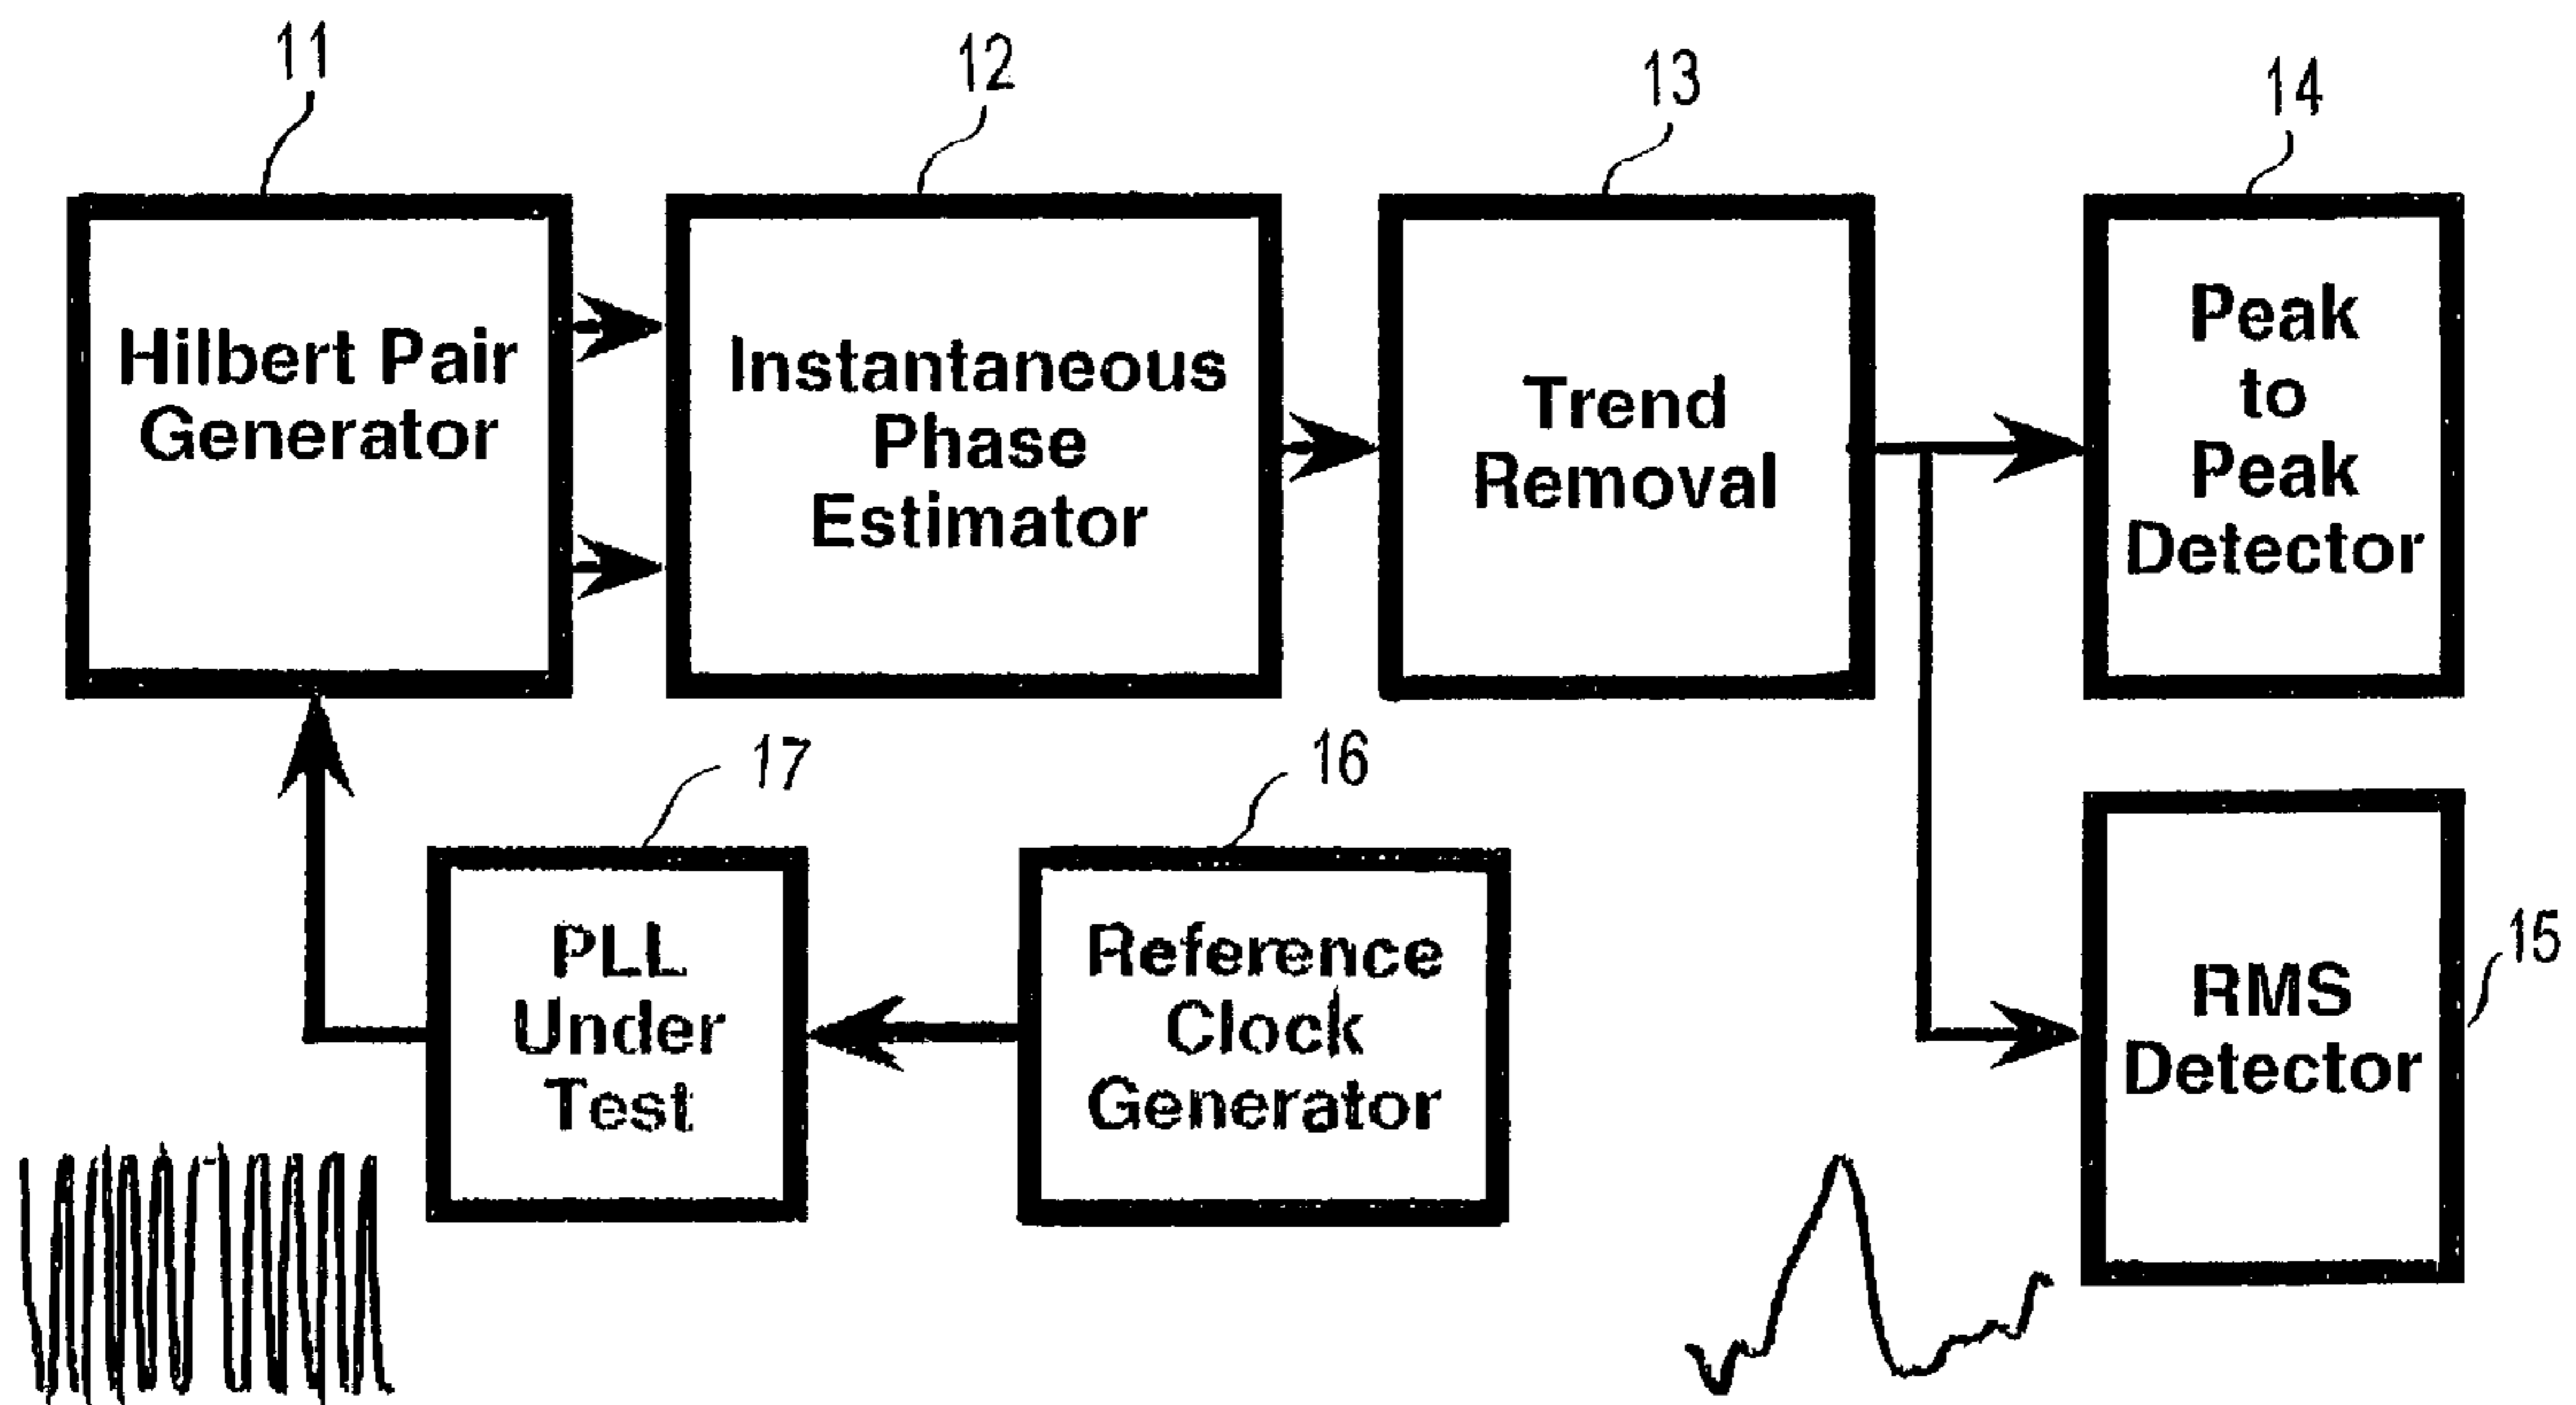 11
12
13
14
Hilbert Pair
Generator
Instantaneous
Phase
Estimator
Trend
Removal
Peak
to
Peak
Detector
17
16
15
PLL
Under
Test
Reference
Clock
Generator
RMS
Detector